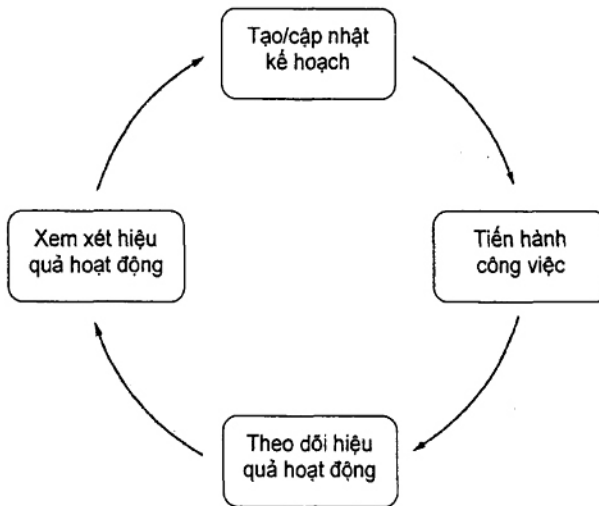 Tạo/cập nhật
kế hoạch
Tiến hành
công việc
Theo dõi hiệu
quả hoạt động
Xem xét hiệu
quả hoạt động